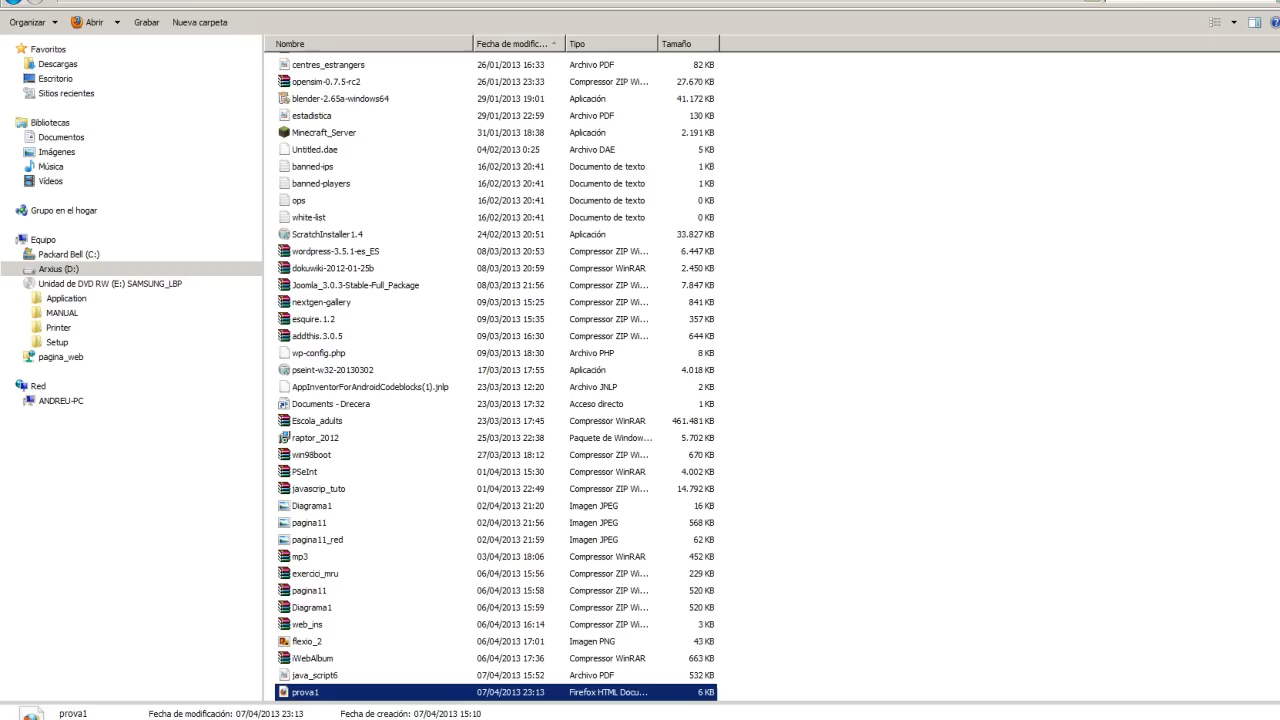 Organizar Abrir Grabar Nueva carpeta
Favoritos
Descargas
Escritorio
Sitios recientes
Bibliotecas
Documentos
Imágenes
Música
Vídeos
Grupo en el hogar
Equipo
Packard Bell (C:)
Arxius (D:)
Unidad de DVD RW (E:) SAMSUNG_LBP
Application
MANUAL
Printer
Setup
pagina_web
Red
ANDREU-PC
Nombre Fecha de modific... Tipo Tamaño
centres_estrangers 26/01/2013 16:33 Archivo PDF 82 KB
opensim-0.7.5-rc2 26/01/2013 23:33 Compressor ZIP Wi... 27.670 KB
blender-2.65a-windows64 29/01/2013 19:01 Aplicación 41.172 KB
estadistica 29/01/2013 22:59 Archivo PDF 130 KB
Minecraft_Server 31/01/2013 18:38 Aplicación 2.191 KB
Untitled.dae 04/02/2013 0:25 Archivo DAE 5 KB
banned-ips 16/02/2013 20:41 Documento de texto 1 KB
banned-players 16/02/2013 20:41 Documento de texto 1 KB
ops 16/02/2013 20:41 Documento de texto 0 KB
white-list 16/02/2013 20:41 Documento de texto 0 KB
ScratchInstaller1.4 24/02/2013 20:51 Aplicación 33.827 KB
wordpress-3.5.1-es_ES 08/03/2013 20:53 Compressor ZIP Wi... 6.447 KB
dokuwiki-2012-01-25b 08/03/2013 20:59 Compressor WinRAR 2.450 KB
Joomla_3.0.3-Stable-Full_Package 08/03/2013 21:56 Compressor ZIP Wi... 7.847 KB
nextgen-gallery 09/03/2013 15:25 Compressor ZIP Wi... 841 KB
esquire.1.2 09/03/2013 15:35 Compressor ZIP Wi... 357 KB
addthis.3.0.5 09/03/2013 16:30 Compressor ZIP Wi... 644 KB
wp-config.php 09/03/2013 18:30 Archivo PHP 8 KB
pseint-w32-20130302 17/03/2013 17:55 Aplicación 4.018 KB
AppInventorForAndroidCodeblocks(1).jnlp 23/03/2013 12:20 Archivo JNLP 2 KB
Documents - Drecera 23/03/2013 17:32 Acceso directo 1 KB
Escola_adults 23/03/2013 17:45 Compressor WinRAR 461.481 KB
raptor_2012 25/03/2013 22:38 Paquete de Window... 5.702 KB
win98boot 27/03/2013 18:12 Compressor ZIP Wi... 670 KB
PSeInt 01/04/2013 15:30 Compressor WinRAR 4.002 KB
javascrip_tuto 01/04/2013 22:49 Compressor ZIP Wi... 14.792 KB
Diagrama1 02/04/2013 21:20 Imagen JPEG 16 KB
pagina11 02/04/2013 21:56 Imagen JPEG 568 KB
pagina11_red 02/04/2013 21:59 Imagen JPEG 62 KB
mp3 03/04/2013 18:06 Compressor WinRAR 452 KB
exercici_mru 06/04/2013 15:56 Compressor ZIP Wi... 229 KB
pagina11 06/04/2013 15:58 Compressor ZIP Wi... 520 KB
Diagrama1 06/04/2013 15:59 Compressor ZIP Wi... 520 KB
web_ins 06/04/2013 16:14 Compressor ZIP Wi... 3 KB
flexio_2 06/04/2013 17:01 Imagen PNG 43 KB
iWebAlbum 06/04/2013 17:36 Compressor WinRAR 663 KB
java_script6 07/04/2013 15:52 Archivo PDF 532 KB
prova1 07/04/2013 23:13 Firefox HTML Docu... 6 KB
prova1 Fecha de modificación: 07/04/2013 23:13 Fecha de creación: 07/04/2013 15:10